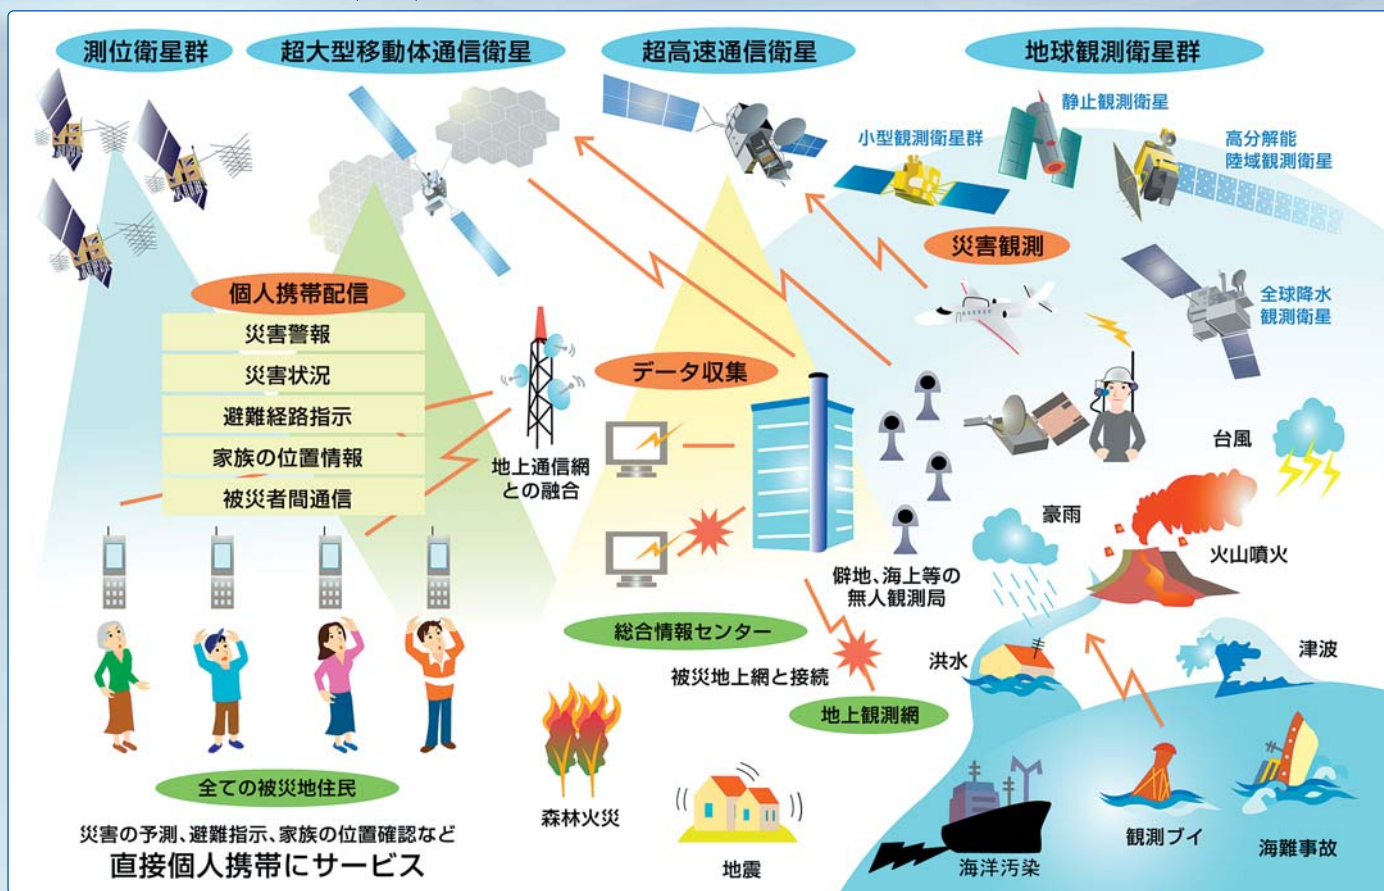 測位衛星群
超大型移動体通信衛星
超高速通信衛星
地球観測衛星群
静止観測衛星
小型観測衛星群
高分解能
陸域観測衛星
災害観測
全球降水
観測衛星
個人携帯配信
災害警報
災害状況
避難経路指示
家族の位置情報
被災者間通信
地上通信網
との融合
データ収集
台風
豪雨
火山噴火
僻地、海上等の
無人観測局
総合情報センター
被災地上網と接続
地上観測網
洪水
津波
全ての被災地住民
災害の予測、避難指示、家族の位置確認など
直接個人携帯にサービス
森林火災
地震
海洋汚染
観測ブイ
海難事故